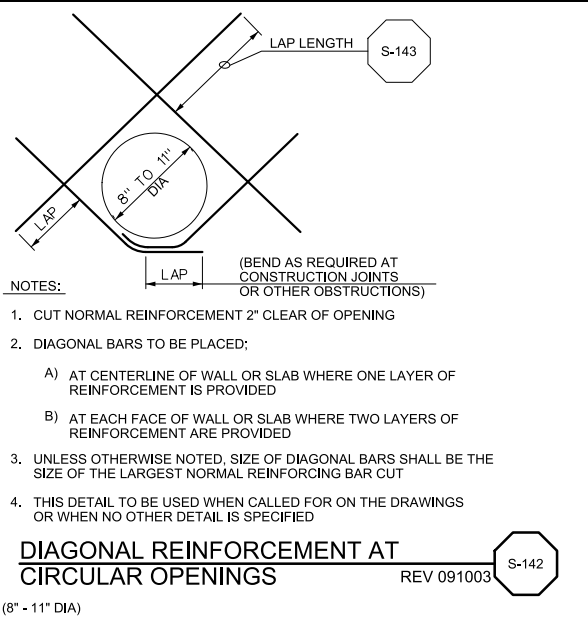 LAP LENGTH
S-143
8" TO 11"
DIA
LAP
LAP
(BEND AS REQUIRED AT
CONSTRUCTION JOINTS
OR OTHER OBSTRUCTIONS)
NOTES:
1. CUT NORMAL REINFORCEMENT 2" CLEAR OF OPENING
2. DIAGONAL BARS TO BE PLACED;
A) AT CENTERLINE OF WALL OR SLAB WHERE ONE LAYER OF
REINFORCEMENT IS PROVIDED
B) AT EACH FACE OF WALL OR SLAB WHERE TWO LAYERS OF
REINFORCEMENT ARE PROVIDED
3. UNLESS OTHERWISE NOTED, SIZE OF DIAGONAL BARS SHALL BE THE
SIZE OF THE LARGEST NORMAL REINFORCING BAR CUT
4. THIS DETAIL TO BE USED WHEN CALLED FOR ON THE DRAWINGS
OR WHEN NO OTHER DETAIL IS SPECIFIED
DIAGONAL REINFORCEMENT AT
CIRCULAR OPENINGS
REV 091003
S-142
(8" - 11" DIA)